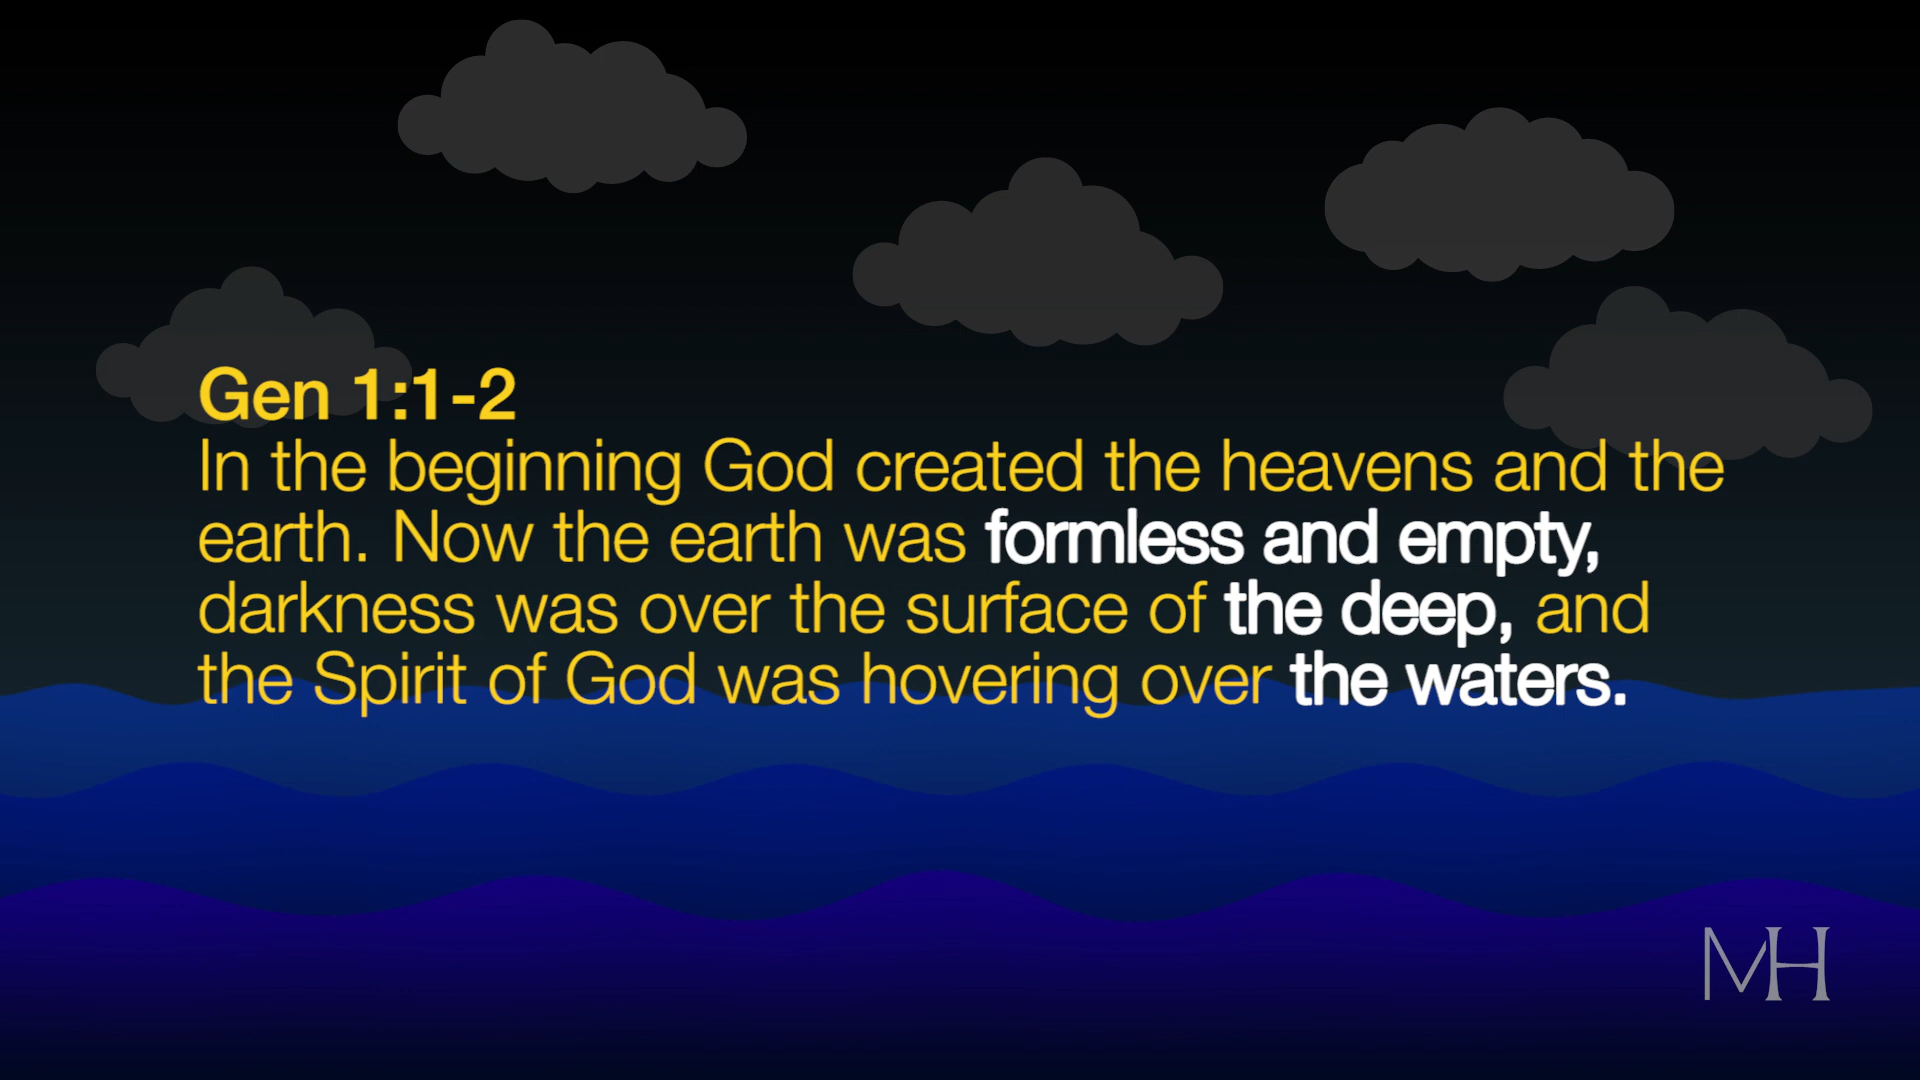 Gen 1:1-2
In the beginning God created the heavens and the
earth. Now the earth was formless and empty,
darkness was over the surface of the deep, and
the Spirit of God was hovering over the waters.
MH